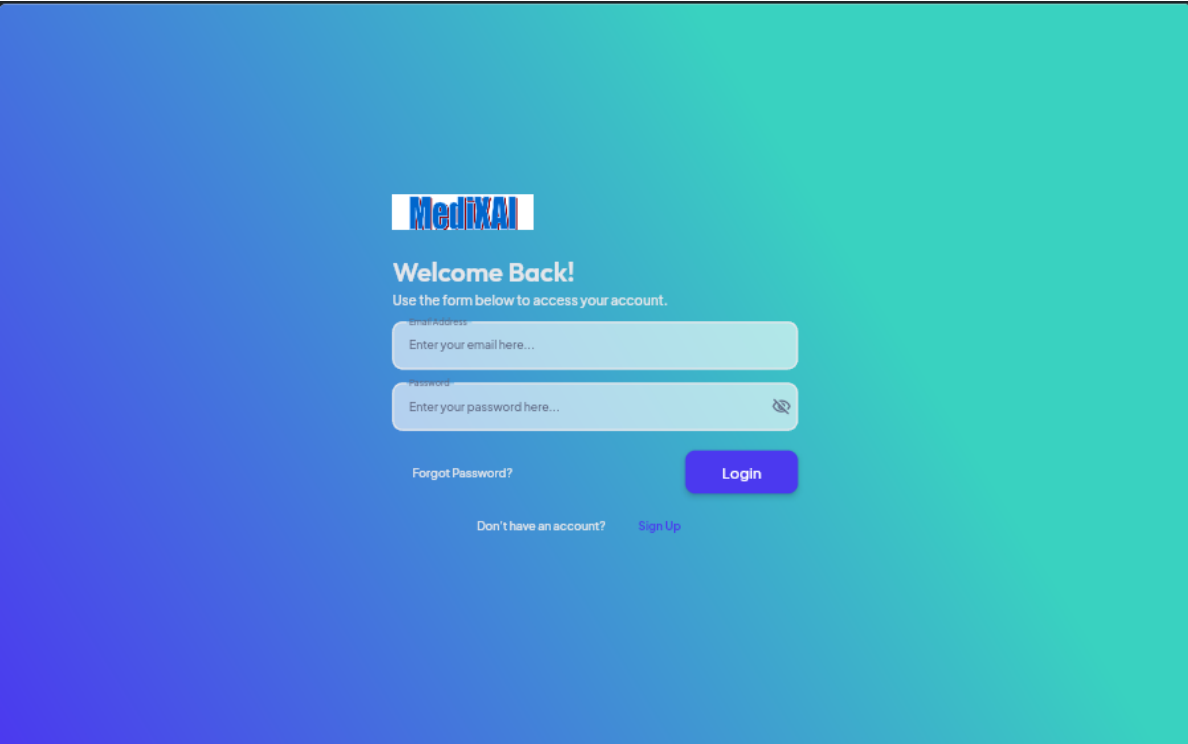 MediXAI
Welcome Back!
Use the form below to access your account.
Email Address
Enter your email here...
Password
Enter your password here...
Forgot Password?
Login
Don't have an account? Sign Up